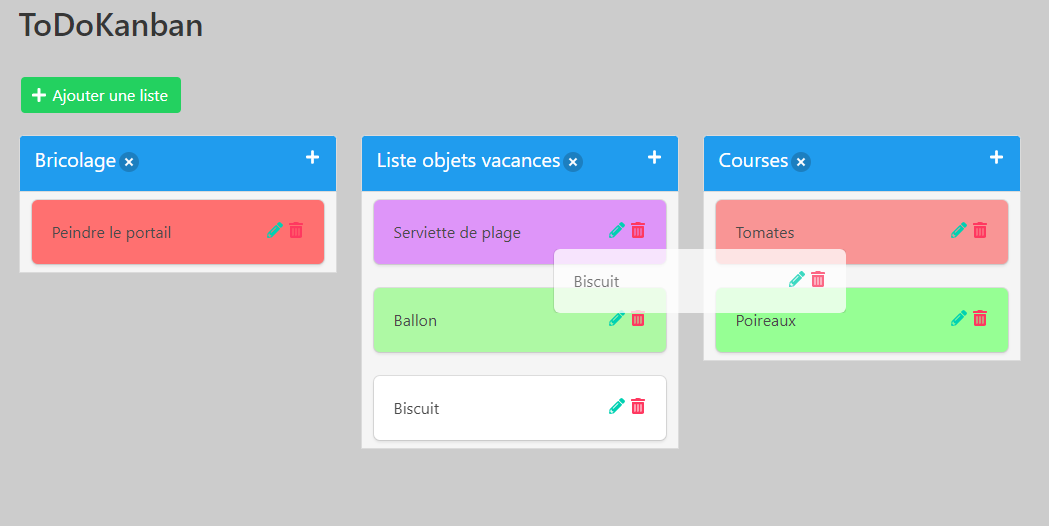 ToDoKanban
Ajouter une liste
Bricolage
Peindre le portail
Liste objets vacances
Serviette de plage
Ballon
Biscuit
Biscuit
Courses
Tomates
Poireaux